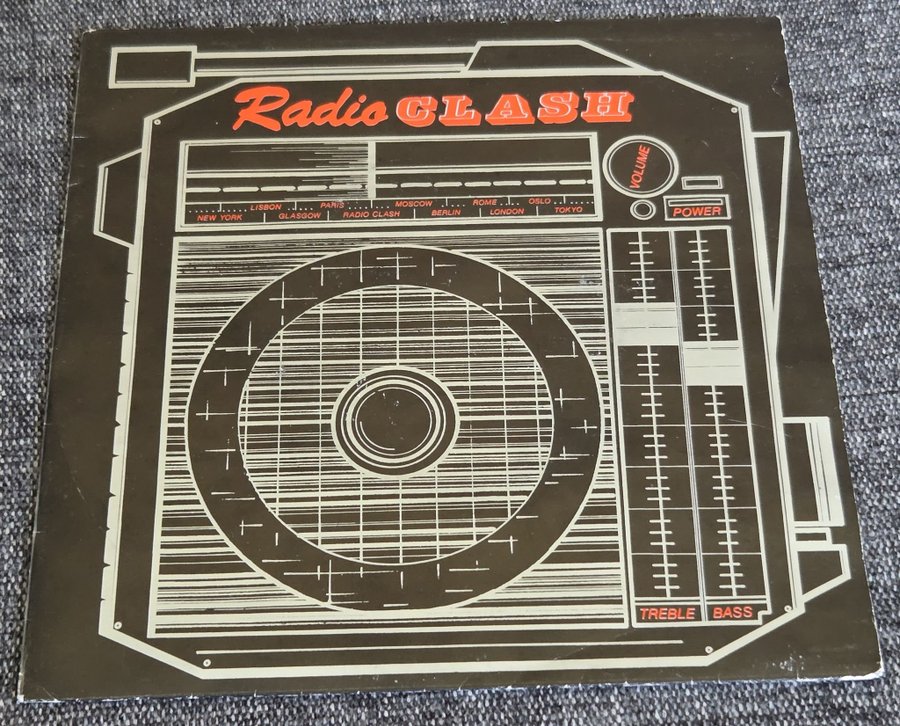 Radio CLASH
VOLUME
LISBON PARIS MOSCOW ROME OSLO
NEW YORK GLASGOW RADIO CLASH BERLIN LONDON TOKYO
POWER
TREBLE BASS